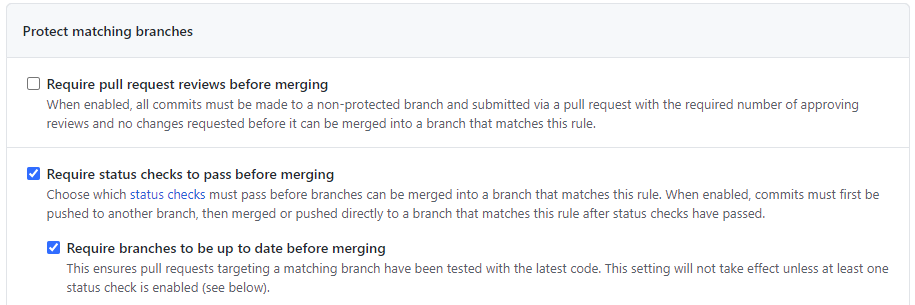 Protect matching branches
Require pull request reviews before merging
When enabled, all commits must be made to a non-protected branch and submitted via a pull request with the required number of approving
reviews and no changes requested before it can be merged into a branch that matches this rule.
Require status checks to pass before merging
Choose which status checks must pass before branches can be merged into a branch that matches this rule. When enabled, commits must first be
pushed to another branch, then merged or pushed directly to a branch that matches this rule after status checks have passed.
Require branches to be up to date before merging
This ensures pull requests targeting a matching branch have been tested with the latest code. This setting will not take effect unless at least one
status check is enabled (see below).